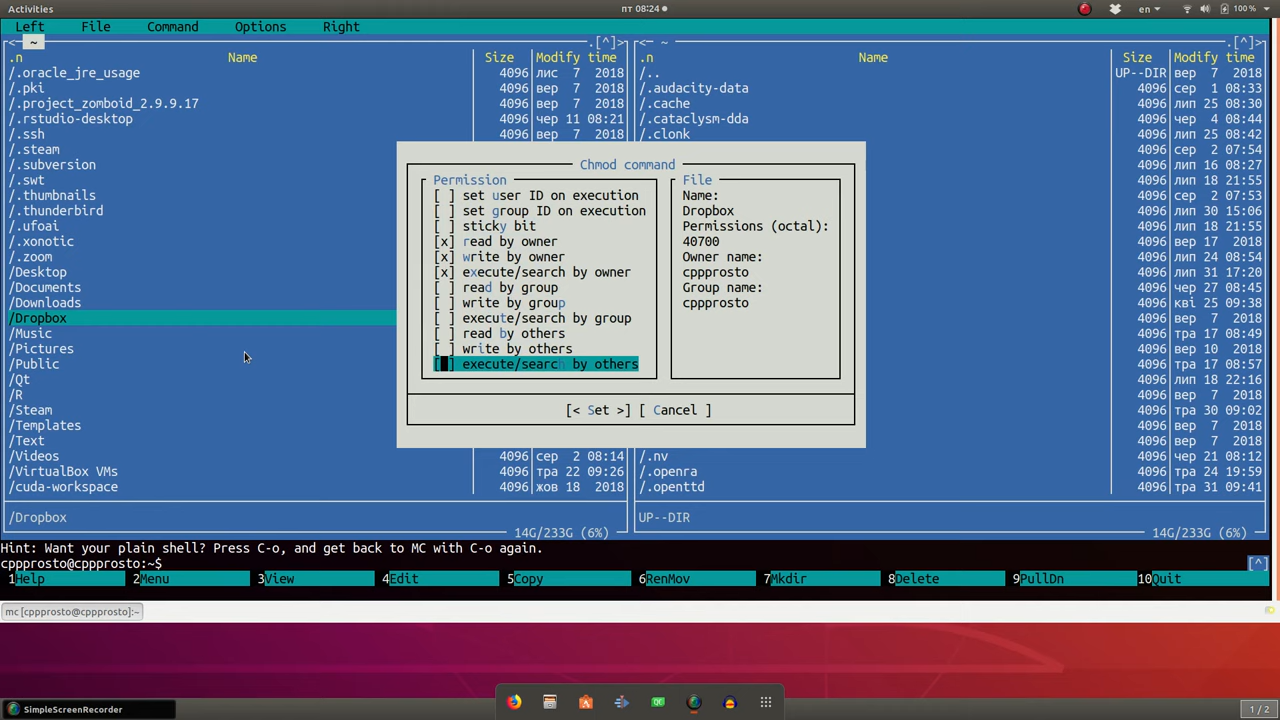 Activities
пт 08:24
en
100 %
Left File Command Options Right
<─ ~ .[^]>
.n Name Size Modify time
/.oracle_jre_usage 4096 лис 7 2018
/.pki 4096 вер 7 2018
/.project_zomboid_2.9.9.17 4096 вер 7 2018
/.rstudio-desktop 4096 чер 11 08:21
/.ssh 4096 вер 7 2018
/.steam
/.subversion
/.swt
/.thumbnails
/.thunderbird
/.ufoai
/.xonotic
/.zoom
/Desktop
/Documents
/Downloads
/Dropbox
/Music
/Pictures
/Public
/Qt
/R
/Steam
/Templates
/Text
/Videos 4096 сер 2 08:14
/VirtualBox VMs 4096 тра 22 09:26
/cuda-workspace 4096 жов 18 2018
/Dropbox
14G/233G (6%)
<─ ~ .[^]>
.n Name Size Modify time
/.. UP--DIR вер 7 2018
/.audacity-data 4096 сер 1 08:33
/.cache 4096 лип 25 08:30
/.cataclysm-dda 4096 чер 4 08:44
/.clonk 4096 лип 25 08:42
4096 сер 2 07:54
4096 лип 16 08:27
4096 лип 18 21:55
4096 сер 2 07:53
4096 лип 30 15:06
4096 лип 18 21:55
4096 вер 17 2018
4096 лип 24 08:50
4096 лип 31 17:20
4096 чер 27 08:45
4096 кві 25 09:38
4096 вер 7 2018
4096 тра 17 08:49
4096 вер 10 2018
4096 тра 17 08:57
4096 лип 18 22:16
4096 вер 7 2018
4096 тра 30 09:02
4096 вер 7 2018
4096 вер 7 2018
/.nv 4096 чер 21 08:12
/.openra 4096 тра 24 19:59
/.openttd 4096 тра 31 09:41
UP--DIR
14G/233G (6%)
Chmod command
Permission
[ ] set user ID on execution
[ ] set group ID on execution
[ ] sticky bit
[x] read by owner
[x] write by owner
[x] execute/search by owner
[ ] read by group
[ ] write by group
[ ] execute/search by group
[ ] read by others
[ ] write by others
[ ] execute/search by others
File
Name:
Dropbox
Permissions (octal):
40700
Owner name:
cppprosto
Group name:
cppprosto
[< Set >] [ Cancel ]
Hint: Want your plain shell? Press C-o, and get back to MC with C-o again.
cppprosto@cppprosto:~$ [^]
1Help 2Menu 3View 4Edit 5Copy 6RenMov 7Mkdir 8Delete 9PullDn 10Quit
mc [cppprosto@cppprosto]:~
SimpleScreenRecorder
1 / 2